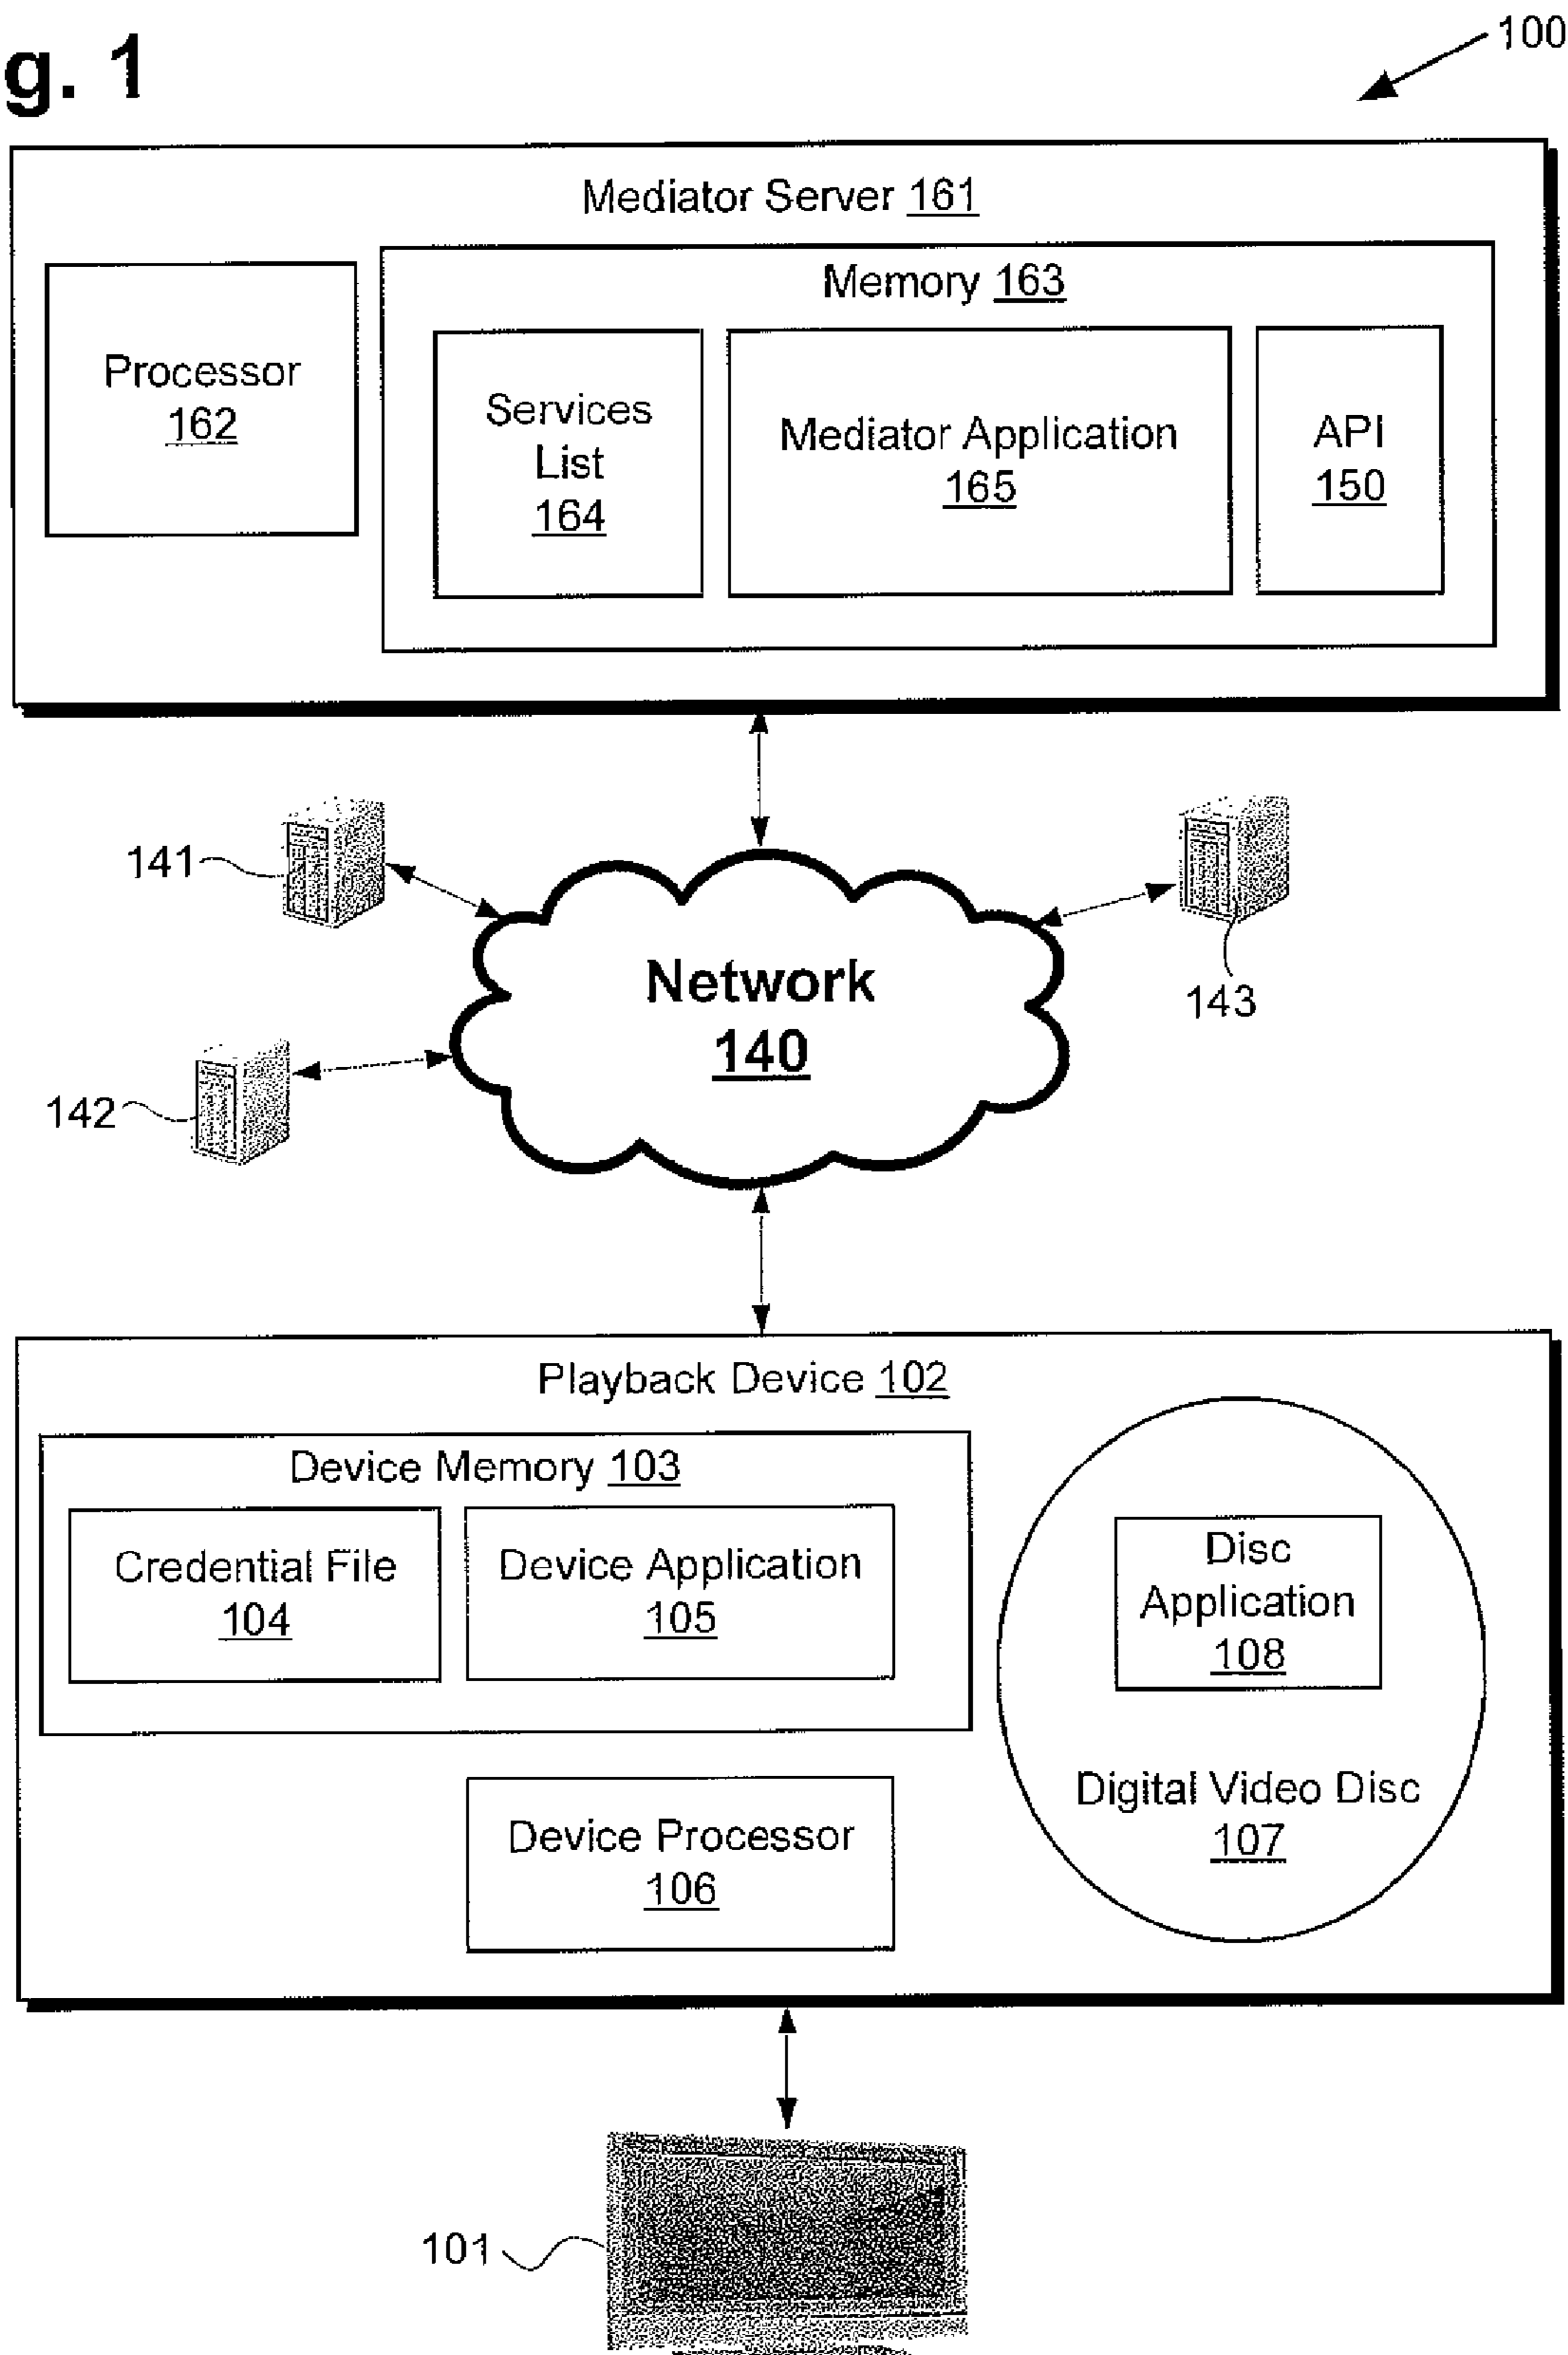 g. 1
100
Mediator Server 161
Memory 163
Processor
162
Services
List
164
Mediator Application
165
API
150
141
143
Network
140
142
Playback Device 102
Device Memory 103
Credential File
104
Device Application
105
Disc
Application
108
Digital Video Disc
107
Device Processor
106
101